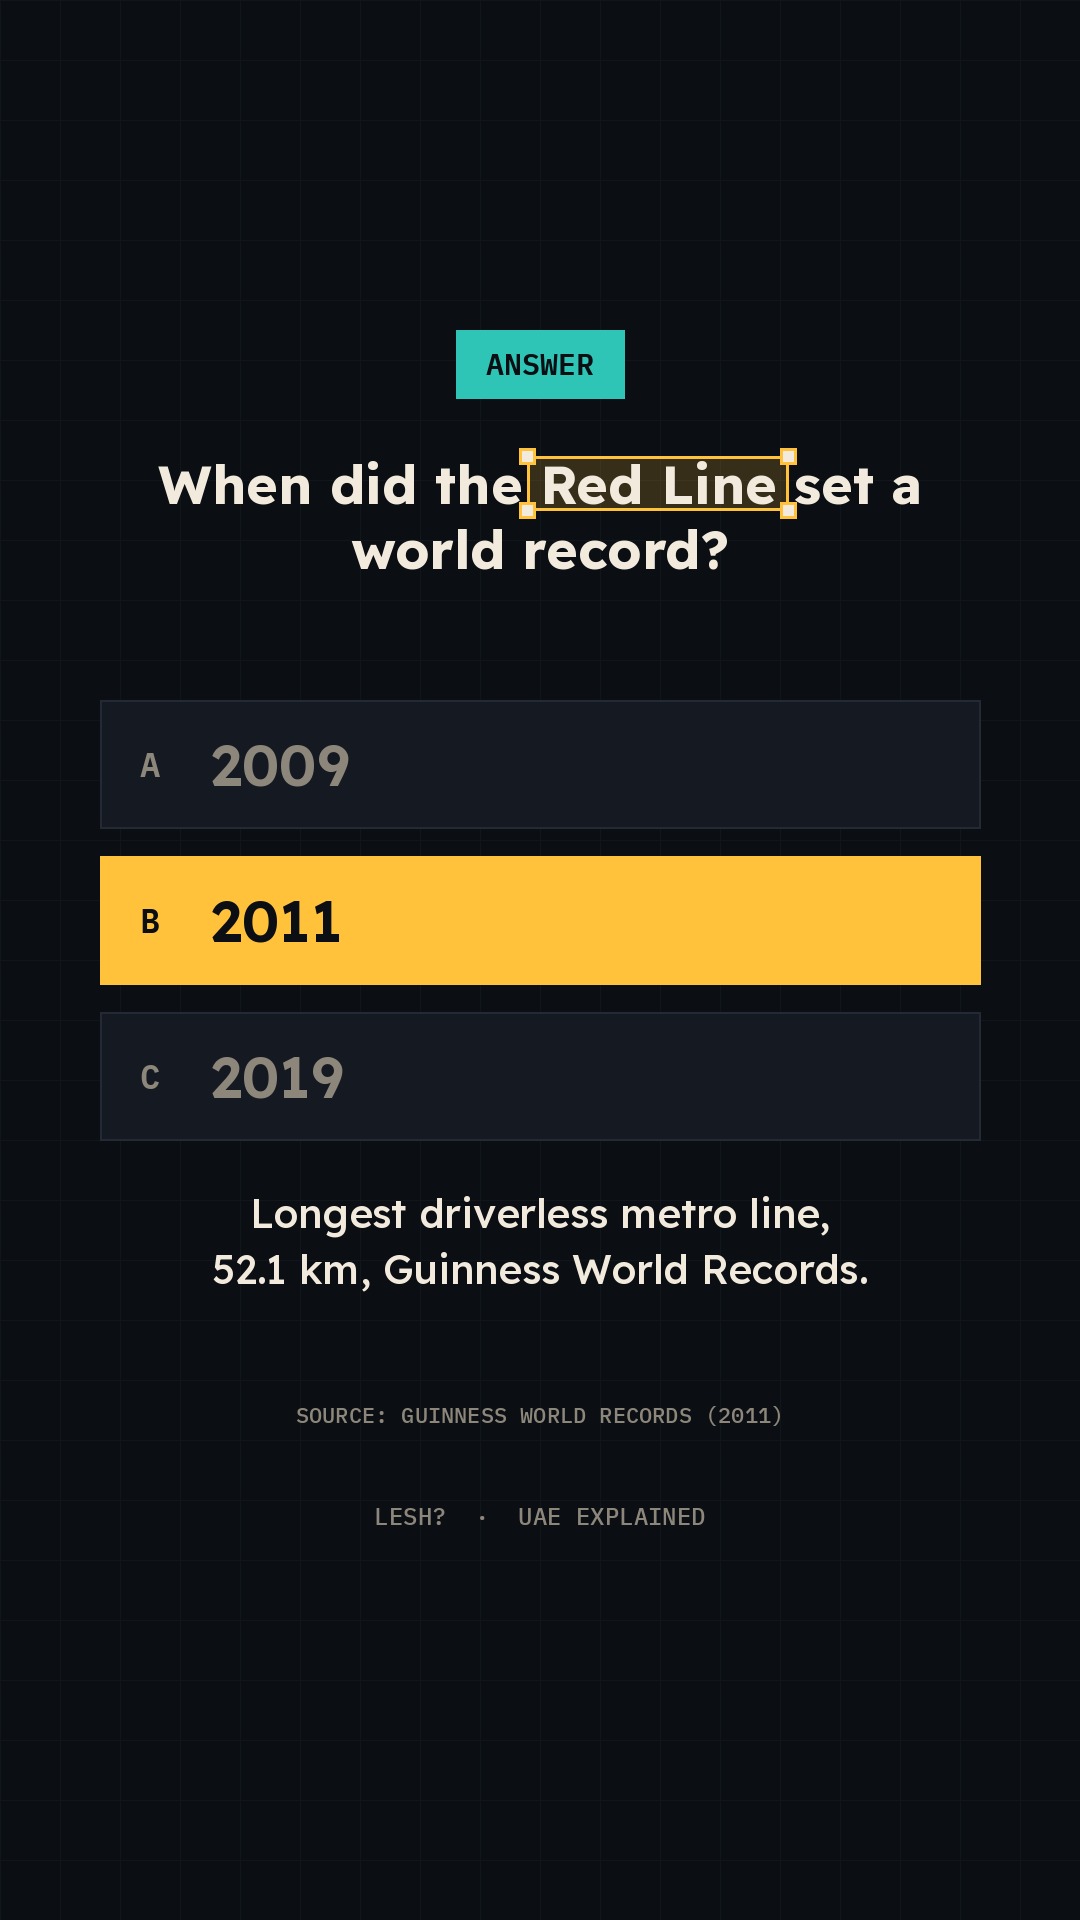 ANSWER
When did the Red Line set a
world record?
A 2009
B 2011
C 2019
Longest driverless metro line,
52.1 km, Guinness World Records.
SOURCE: GUINNESS WORLD RECORDS (2011)
LESH? · UAE EXPLAINED